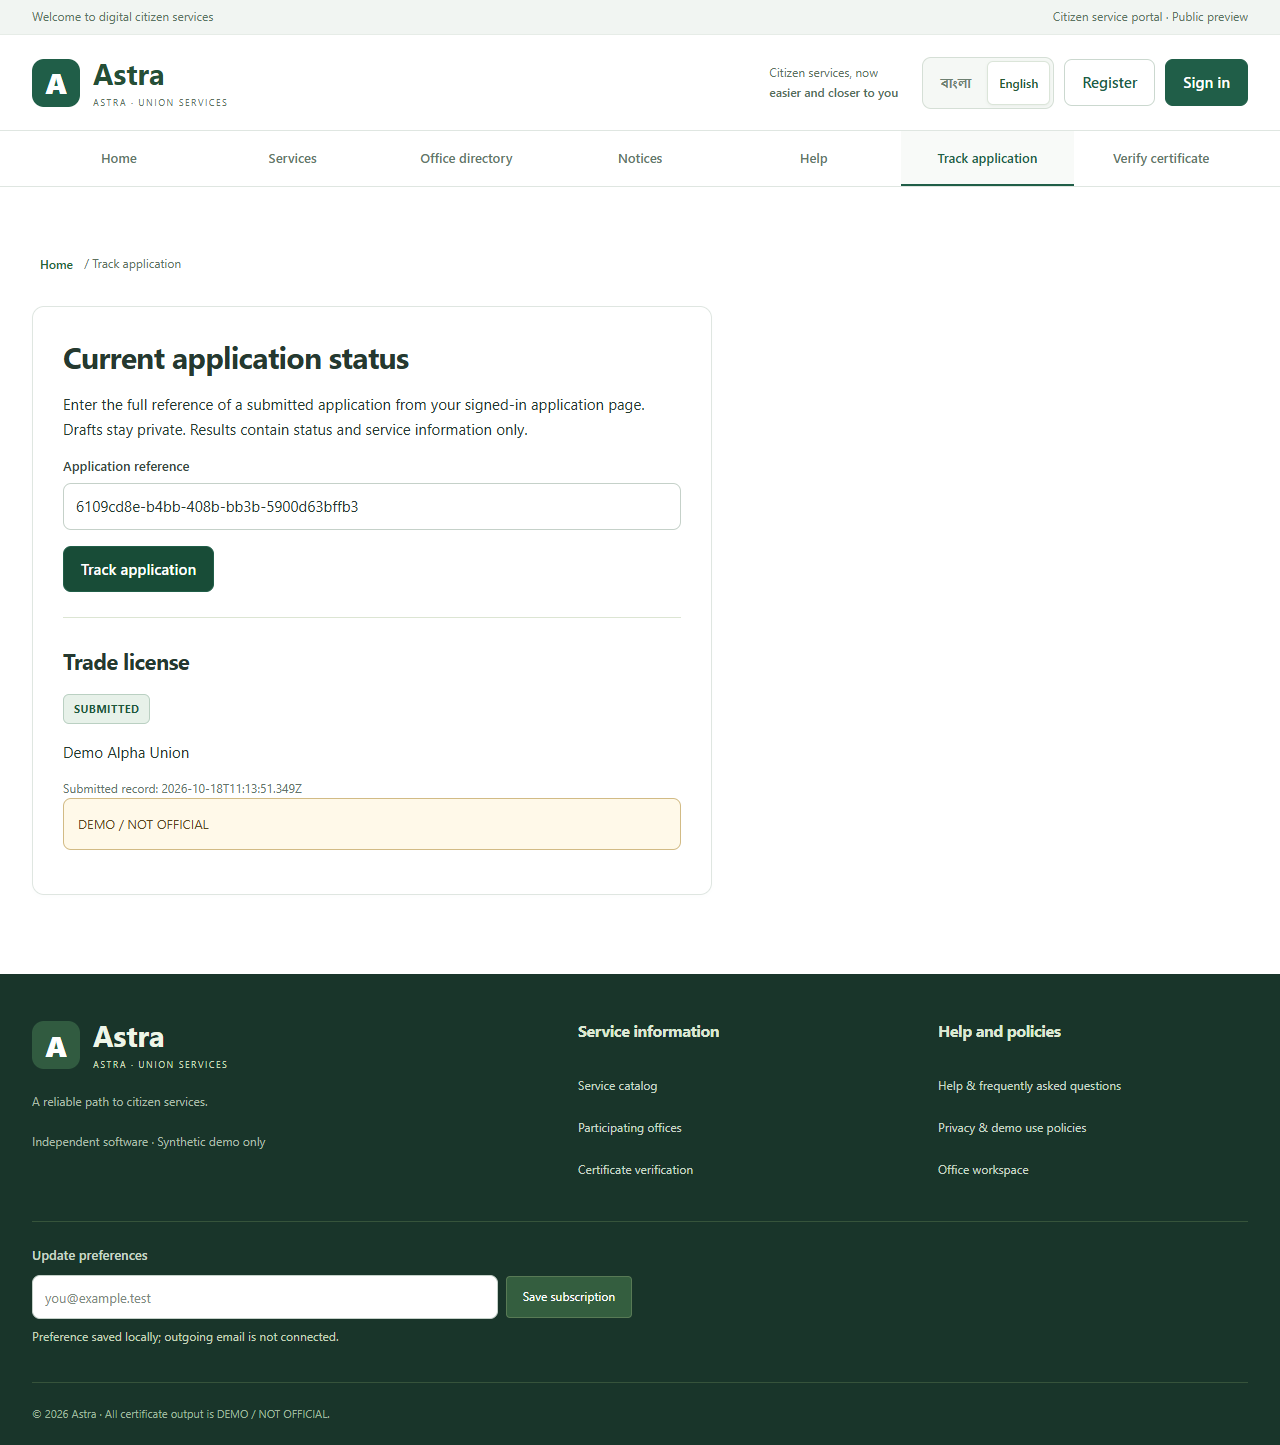 Welcome to digital citizen services
Citizen service portal · Public preview
A
Astra
ASTRA · UNION SERVICES
Citizen services, now
easier and closer to you
বাংলা
English
Register
Sign in
Home
Services
Office directory
Notices
Help
Track application
Verify certificate
Home / Track application
Current application status
Enter the full reference of a submitted application from your signed-in application page.
Drafts stay private. Results contain status and service information only.
Application reference
6109cd8e-b4bb-408b-bb3b-5900d63bffb3
Track application
Trade license
SUBMITTED
Demo Alpha Union
Submitted record: 2026-10-18T11:13:51.349Z
DEMO / NOT OFFICIAL
A
Astra
ASTRA · UNION SERVICES
A reliable path to citizen services.
Independent software · Synthetic demo only
Service information
Service catalog
Participating offices
Certificate verification
Help and policies
Help & frequently asked questions
Privacy & demo use policies
Office workspace
Update preferences
you@example.test
Save subscription
Preference saved locally; outgoing email is not connected.
© 2026 Astra · All certificate output is DEMO / NOT OFFICIAL.